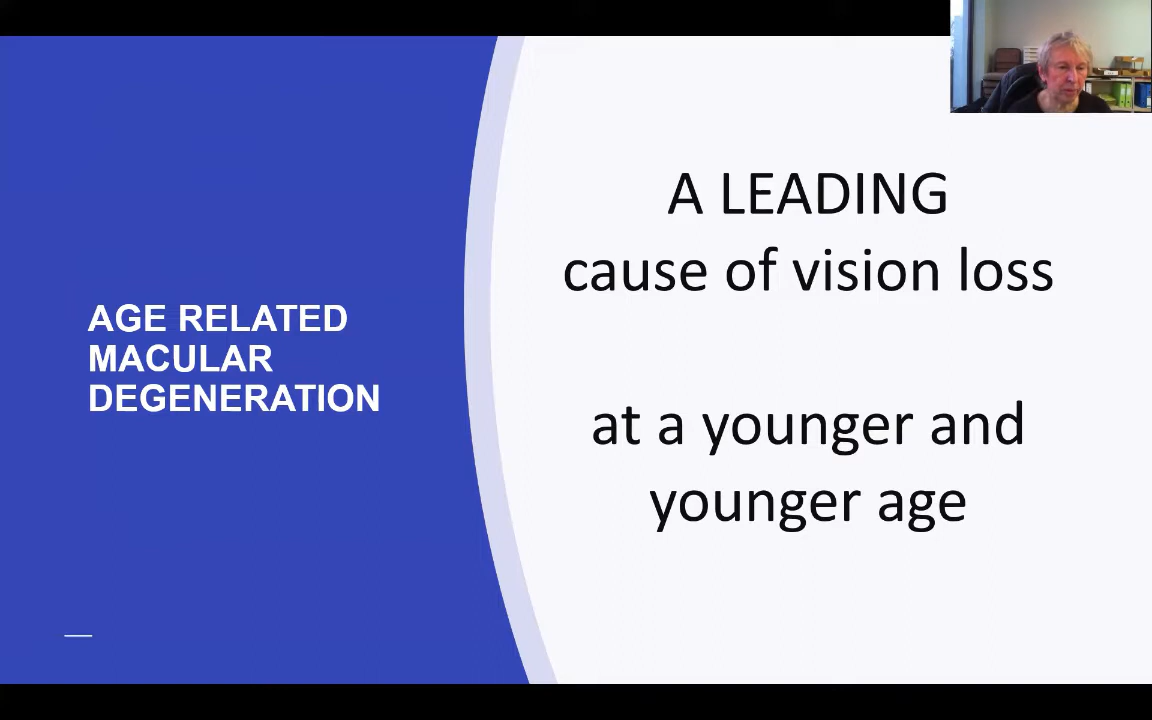 AGE RELATED
MACULAR
DEGENERATION
A LEADING
cause of vision loss
at a younger and
younger age